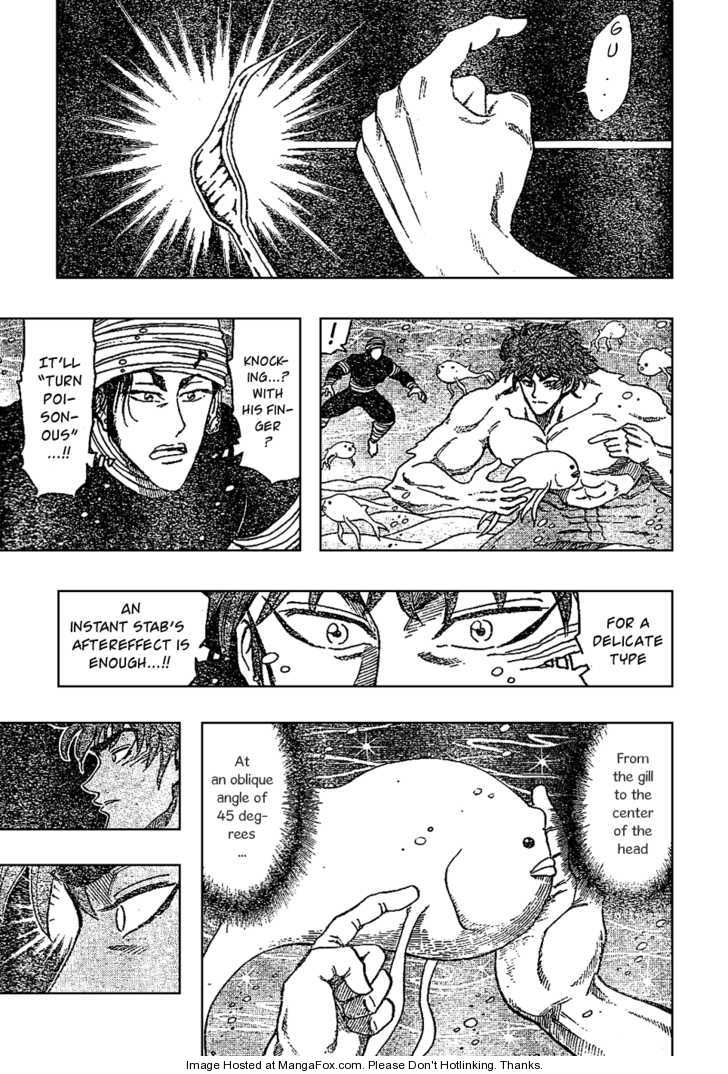 GU...
!
KNOCK-
ING...?
WITH
HIS FIN-
GER
?
IT'LL
"TURN
POI-
SON-
OUS"
...!!
FOR A
DELICATE
TYPE
AN
INSTANT STAB'S
AFTEREFFECT IS
ENOUGH...!!
From
the gill
to the
center
of the
head
At
an oblique
angle of
45 deg-
rees
...
Image Hosted at MangaFox.com. Please Don't Hotlinking. Thanks.